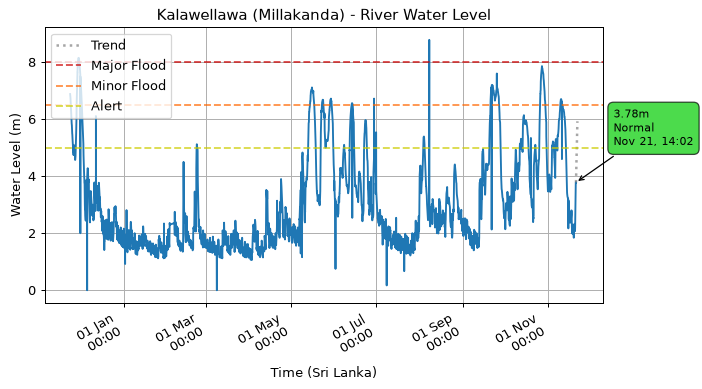 Kalawellawa (Millakanda) - River Water Level
Trend
Major Flood
Minor Flood
Alert
3.78m
Normal
Nov 21, 14:02
Water Level (m)
8
6
4
2
0
01 Jan
00:00
01 Mar
00:00
01 May
00:00
01 Jul
00:00
01 Sep
00:00
01 Nov
00:00
Time (Sri Lanka)